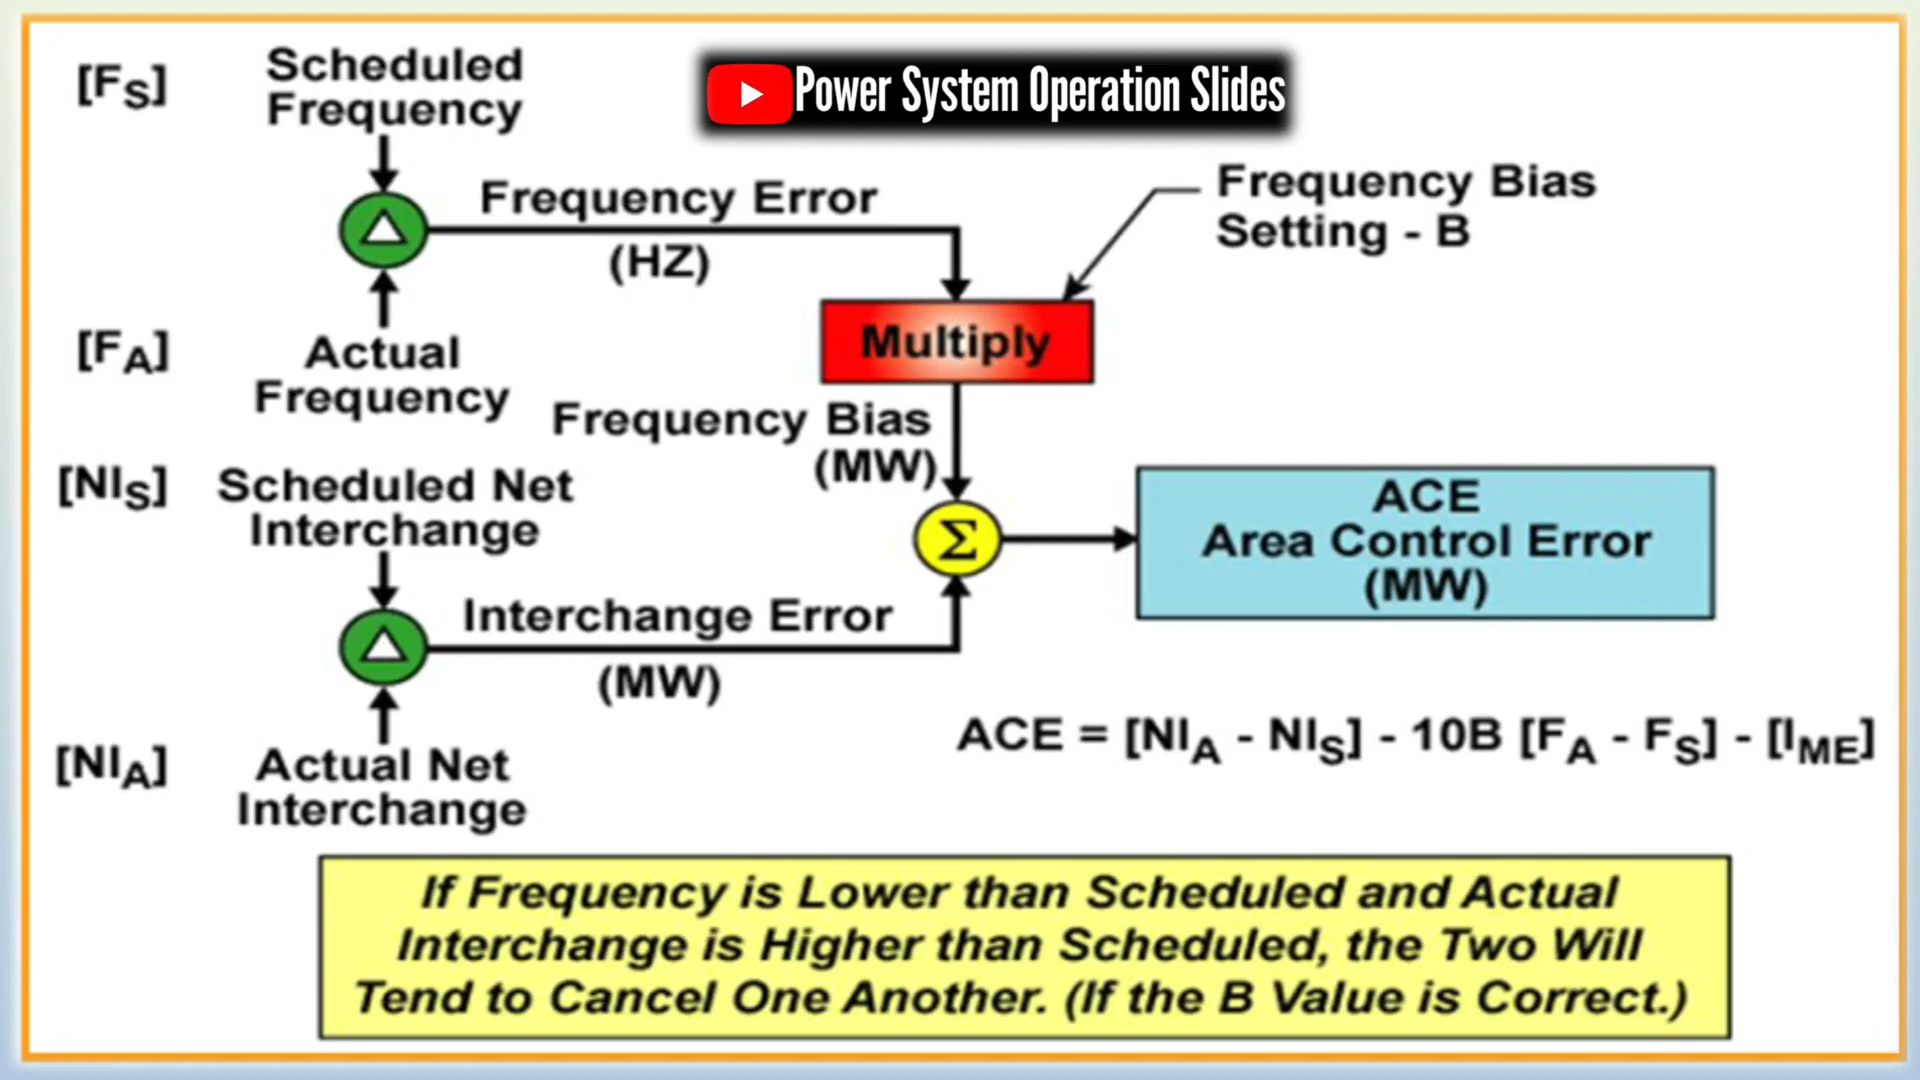 [FS]
Scheduled
Frequency
Power System Operation Slides
Frequency Error
(HZ)
Frequency Bias
Setting - B
[FA]
Actual
Frequency
Multiply
Frequency Bias
(MW)
[NIS]
Scheduled Net
Interchange
Σ
ACE
Area Control Error
(MW)
Interchange Error
(MW)
[NIA]
Actual Net
Interchange
ACE = [NIA - NIS] - 10B [FA - FS] - [IME]
If Frequency is Lower than Scheduled and Actual
Interchange is Higher than Scheduled, the Two Will
Tend to Cancel One Another. (If the B Value is Correct.)